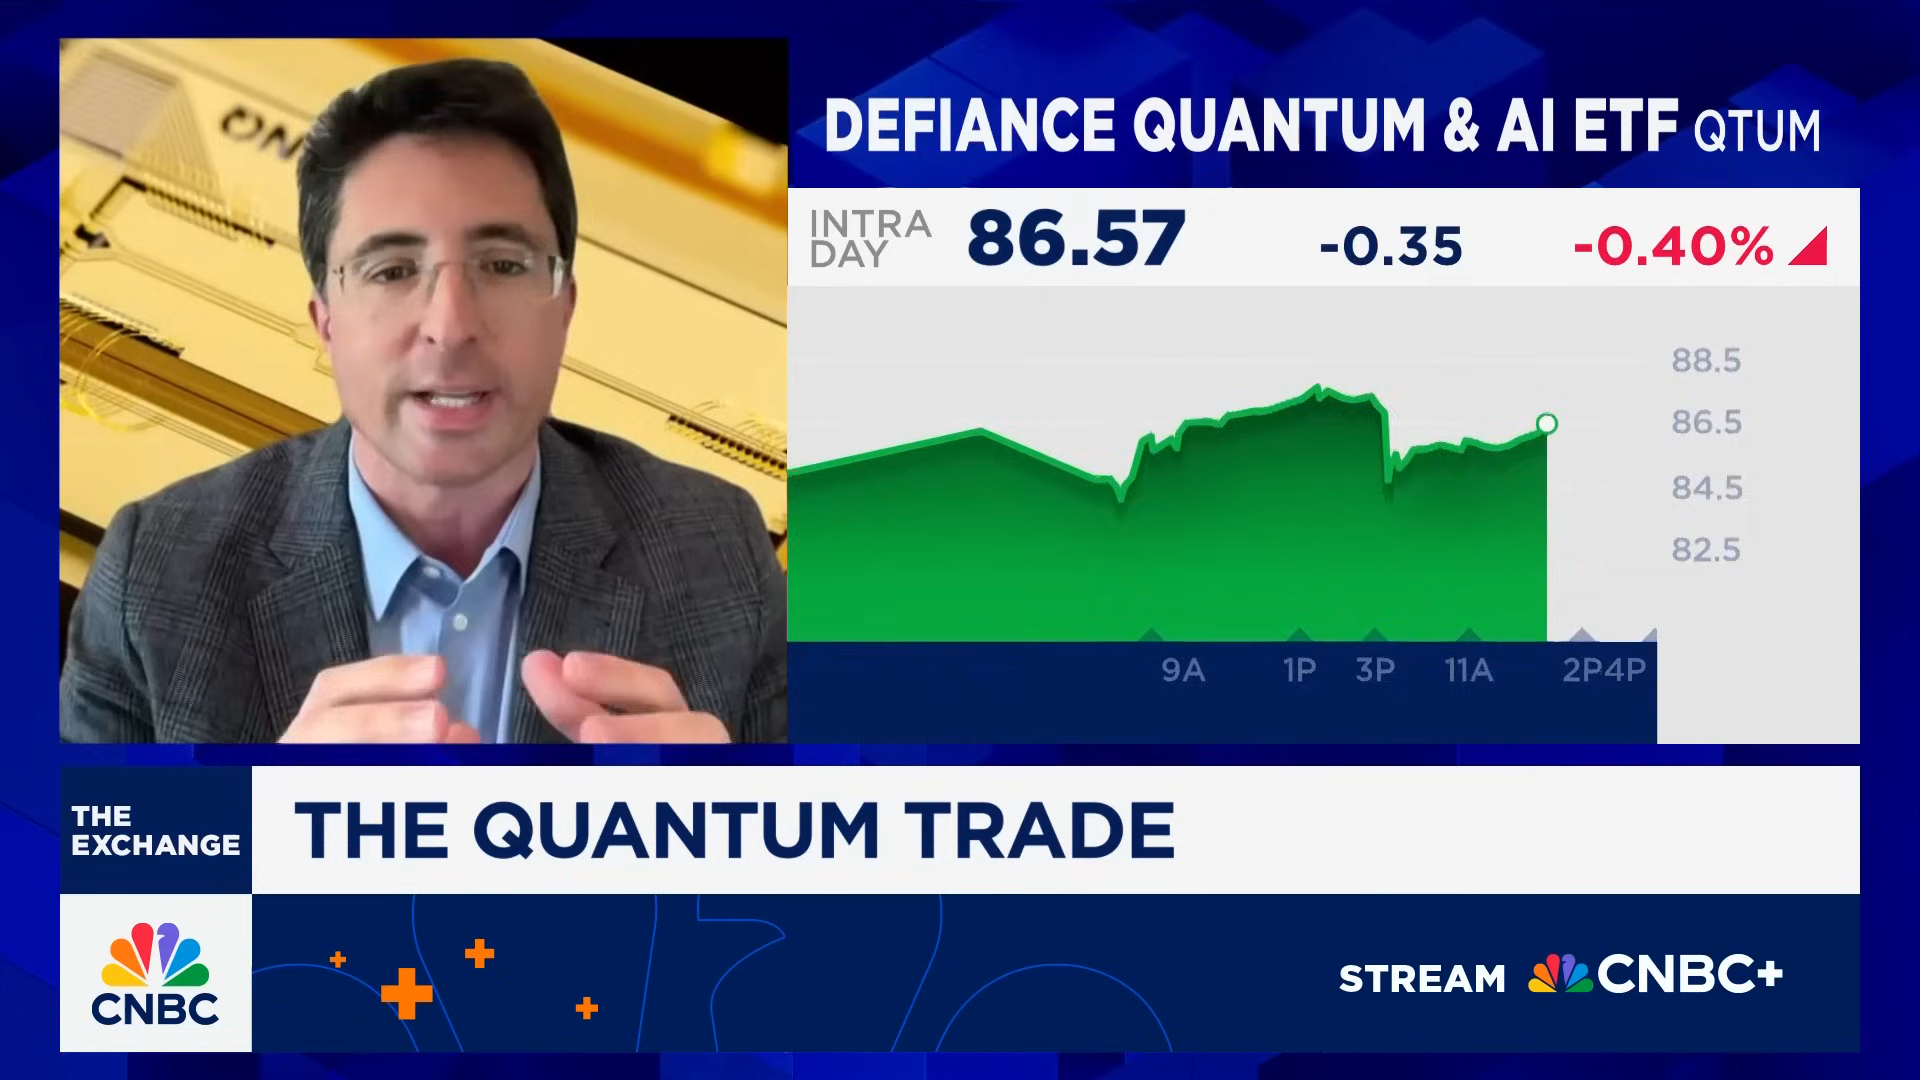 ON
DEFIANCE QUANTUM & AI ETF QTUM
INTRA
DAY
86.57 -0.35 -0.40%
88.5
86.5
84.5
82.5
9A 1P 3P 11A 2P4P
THE
EXCHANGE
THE QUANTUM TRADE
CNBC
STREAM CNBC+